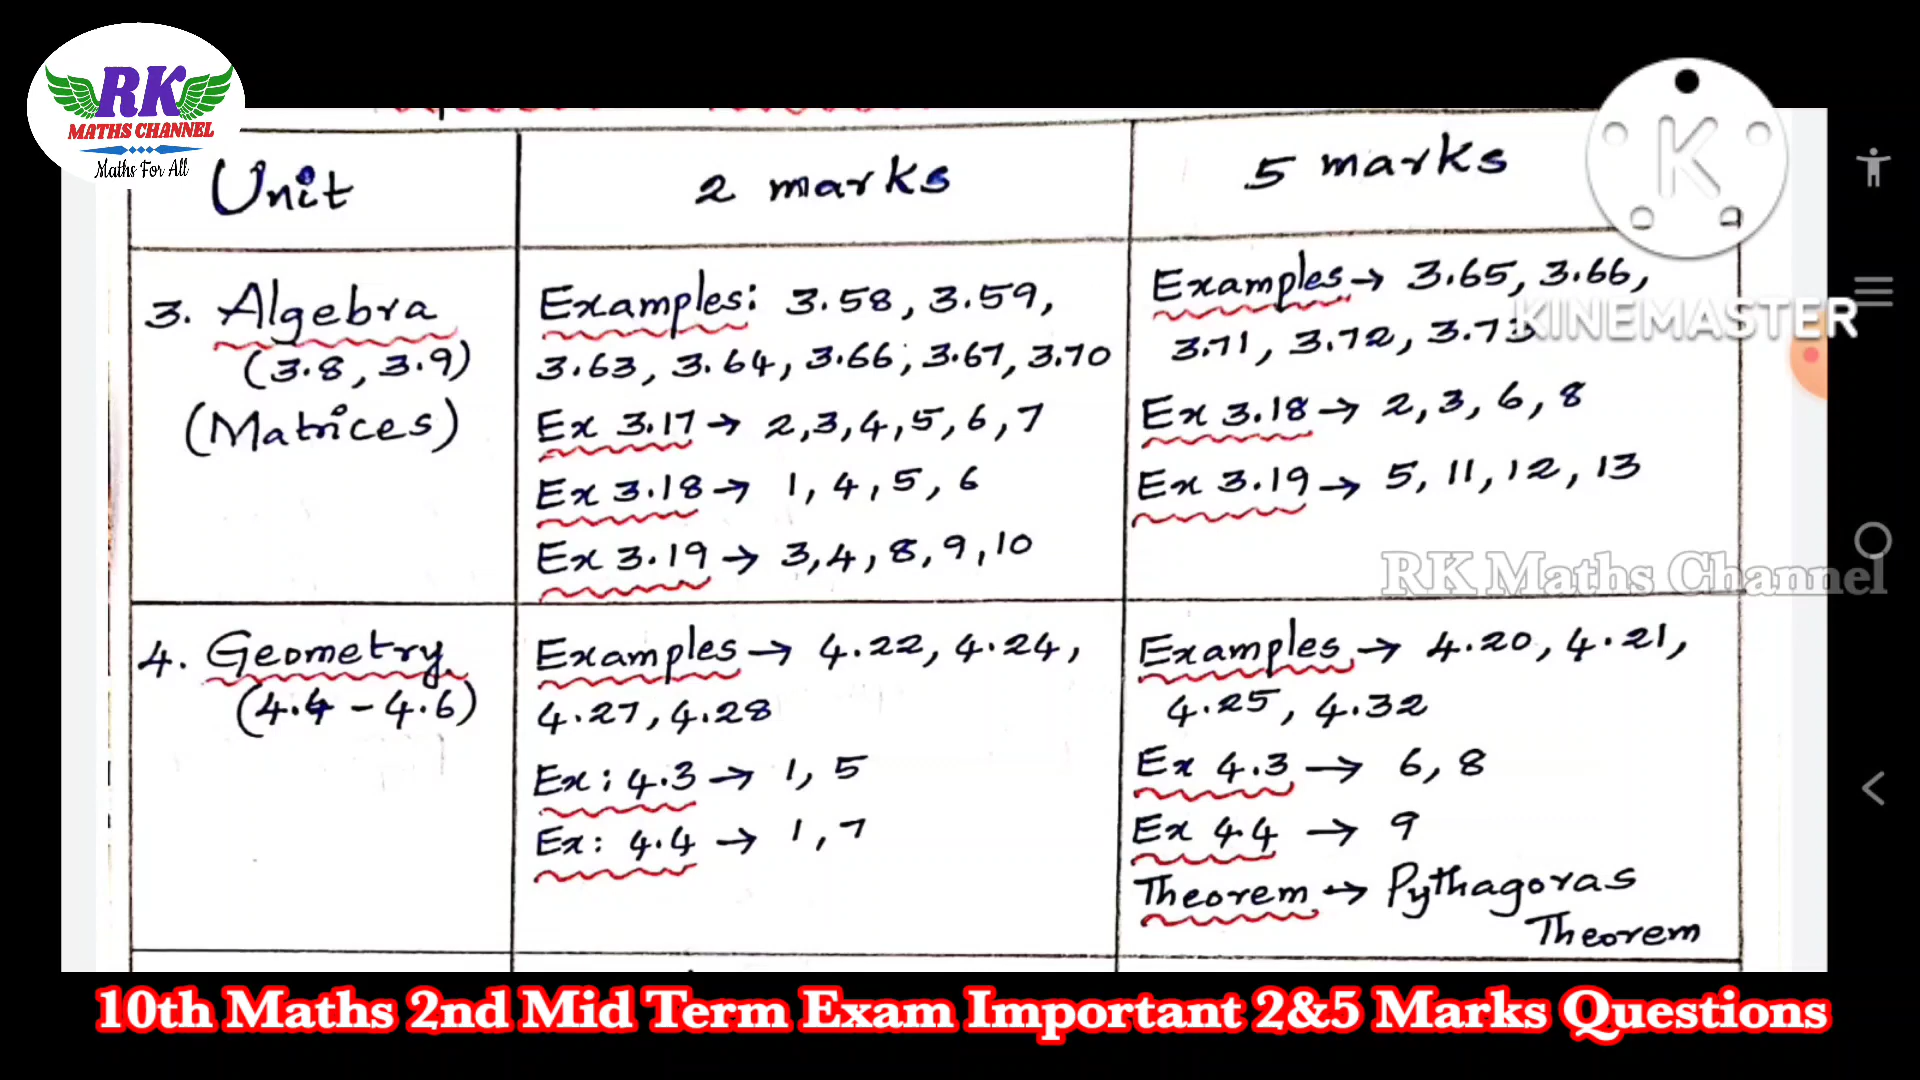 RK
MATHS CHANNEL
Maths For All
K
KINEMASTER
Unit
2 marks
5 marks
3. Algebra
(3.8, 3.9)
(Matrices)
Examples: 3.58, 3.59,
3.63, 3.64, 3.66, 3.67, 3.70
Ex 3.17 → 2,3,4,5,6,7
Ex 3.18 → 1,4,5,6
Ex 3.19 → 3,4,8,9,10
Examples → 3.65, 3.66,
3.71, 3.72, 3.73
Ex 3.18 → 2,3,6,8
Ex 3.19 → 5,11,12,13
RK Maths Channel
4. Geometry
(4.4 - 4.6)
Examples → 4.22, 4.24,
4.27, 4.28
Ex: 4.3 → 1,5
Ex: 4.4 → 1,7
Examples → 4.20, 4.21,
4.25, 4.32
Ex 4.3 → 6,8
Ex 4.4 → 9
Theorem → Pythagoras
Theorem
10th Maths 2nd Mid Term Exam Important 2&5 Marks Questions